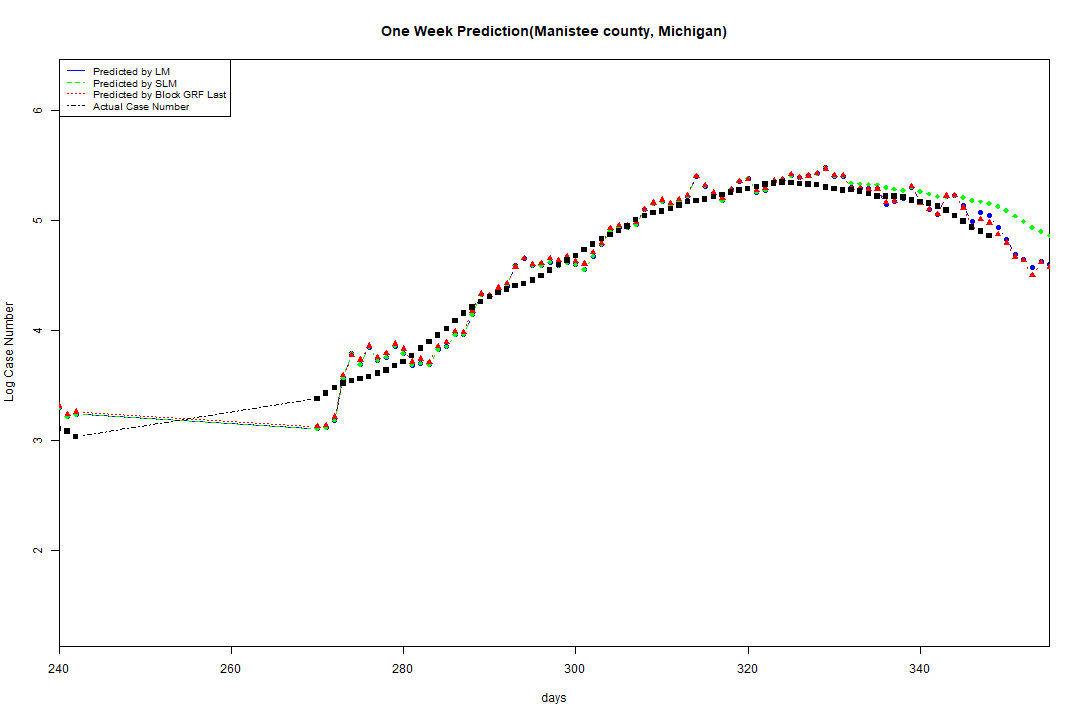 One Week Prediction(Manistee county, Michigan)
Predicted by LM
Predicted by SLM
Predicted by Block GRF Last
Actual Case Number
6
5
4
3
2
Log Case Number
240 260 280 300 320 340
days